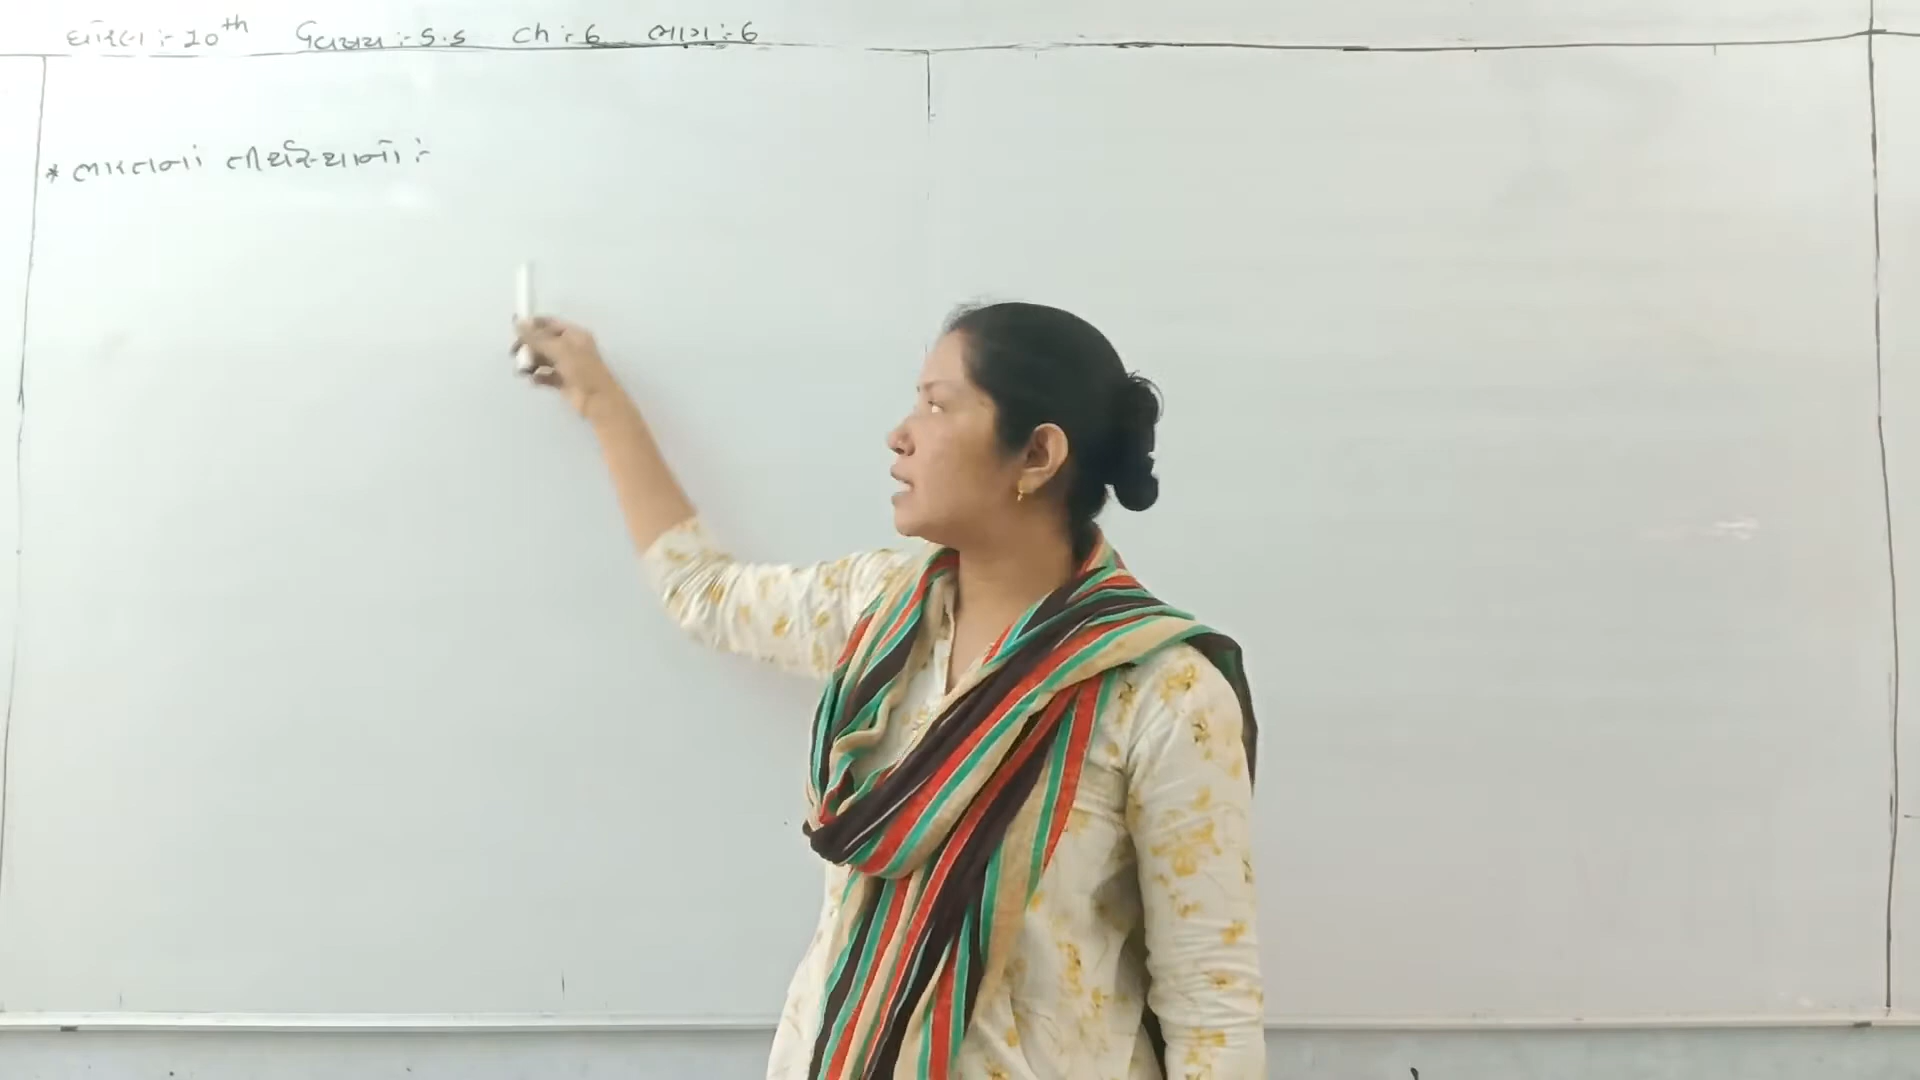 ધોરણ :- 10th વિષય :- S.S Ch :- 6 ભાગ :- 6
* ભારતનાં તીર્થસ્થાનો :-